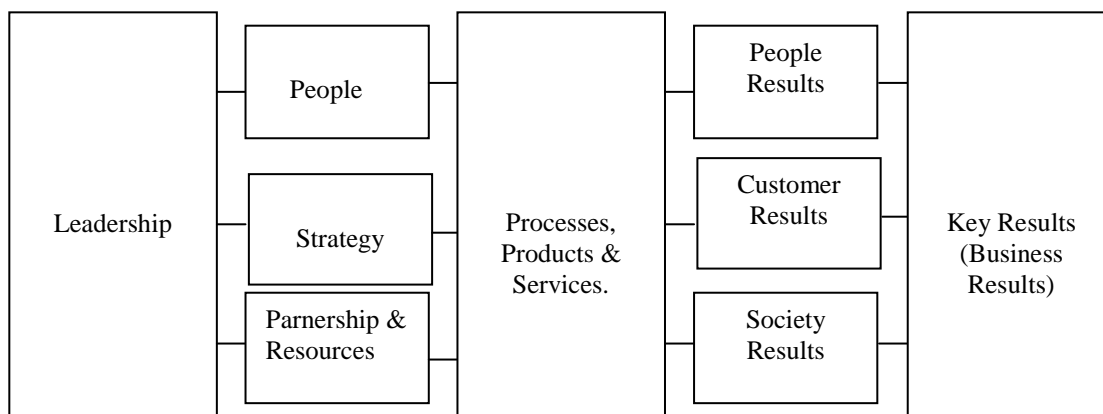 Leadership
People
Strategy
Parnership &
Resources
Processes,
Products &
Services.
People
Results
Customer
Results
Society
Results
Key Results
(Business
Results)